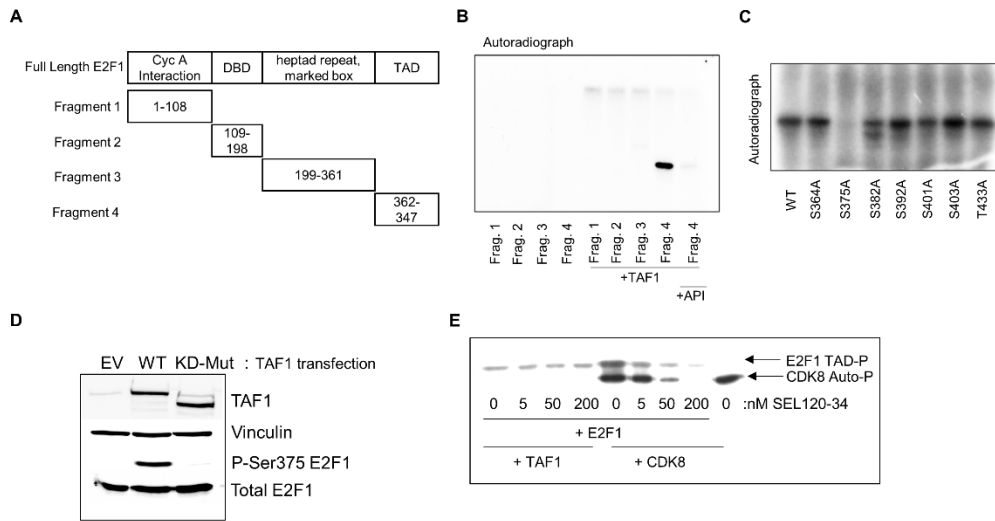 A
Full Length E2F1
Cyc A Interaction
DBD
heptad repeat, marked box
TAD
Fragment 1
1-108
Fragment 2
109-198
Fragment 3
199-361
Fragment 4
362-347
B
Autoradiograph
Frag. 1
Frag. 2
Frag. 3
Frag. 4
Frag. 1
Frag. 2
Frag. 3
Frag. 4
Frag. 4
+TAF1
+API
C
Autoradiograph
WT
S364A
S375A
S382A
S392A
S401A
S403A
T433A
D
EV WT KD-Mut : TAF1 transfection
TAF1
Vinculin
P-Ser375 E2F1
Total E2F1
E
E2F1 TAD-P
CDK8 Auto-P
0 5 50 200 0 5 50 200 0 :nM SEL120-34
+ E2F1
+ TAF1 + CDK8